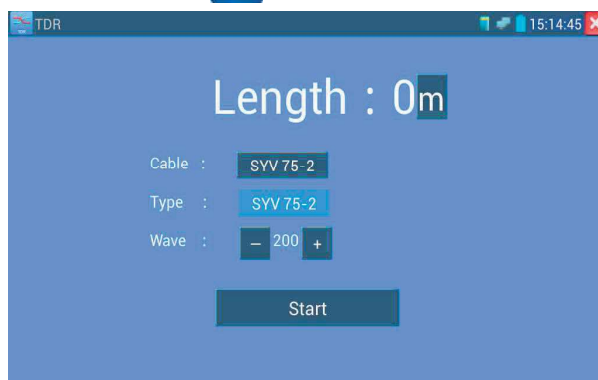 TDR 15:14:45
Length : 0m
Cable : SYV 75-2
Type : SYV 75-2
Wave : – 200 +
Start